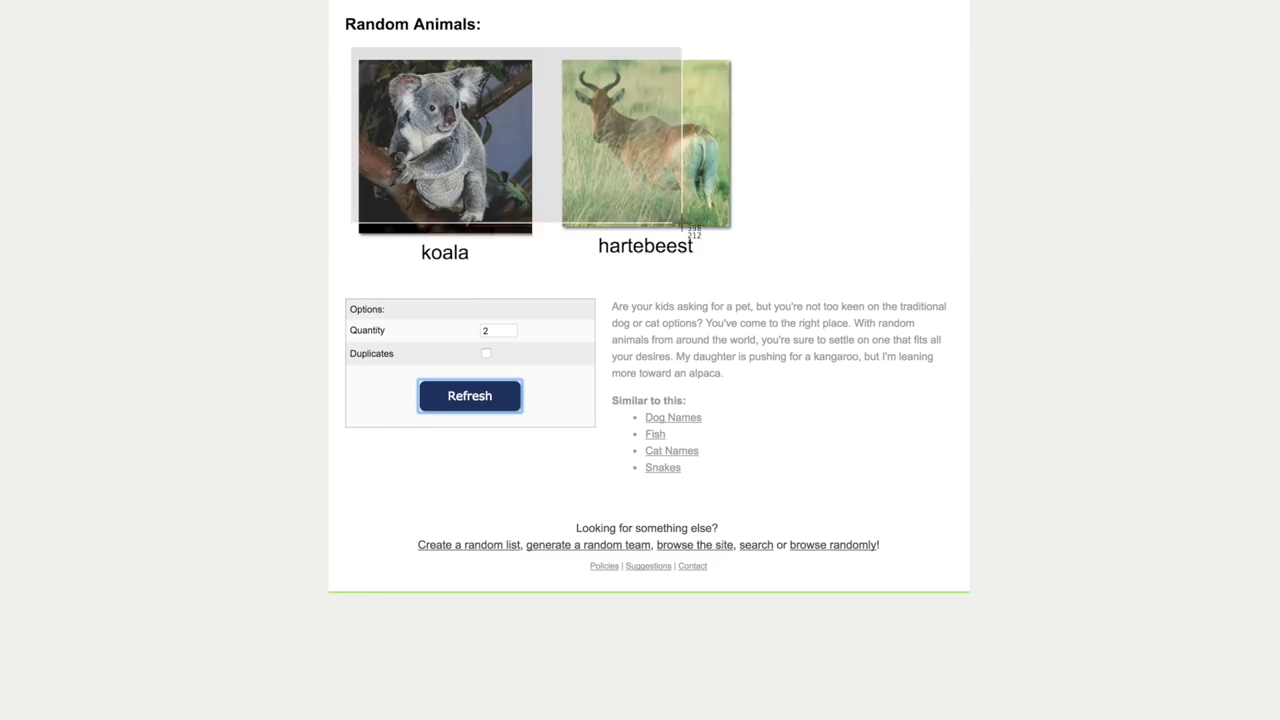 Random Animals:
koala
hartebeest
398
212
Options:
Quantity 2
Duplicates
Refresh
Are your kids asking for a pet, but you're not too keen on the traditional
dog or cat options? You've come to the right place. With random
animals from around the world, you're sure to settle on one that fits all
your desires. My daughter is pushing for a kangaroo, but I'm leaning
more toward an alpaca.
Similar to this:
Dog Names
Fish
Cat Names
Snakes
Looking for something else?
Create a random list, generate a random team, browse the site, search or browse randomly!
Policies | Suggestions | Contact